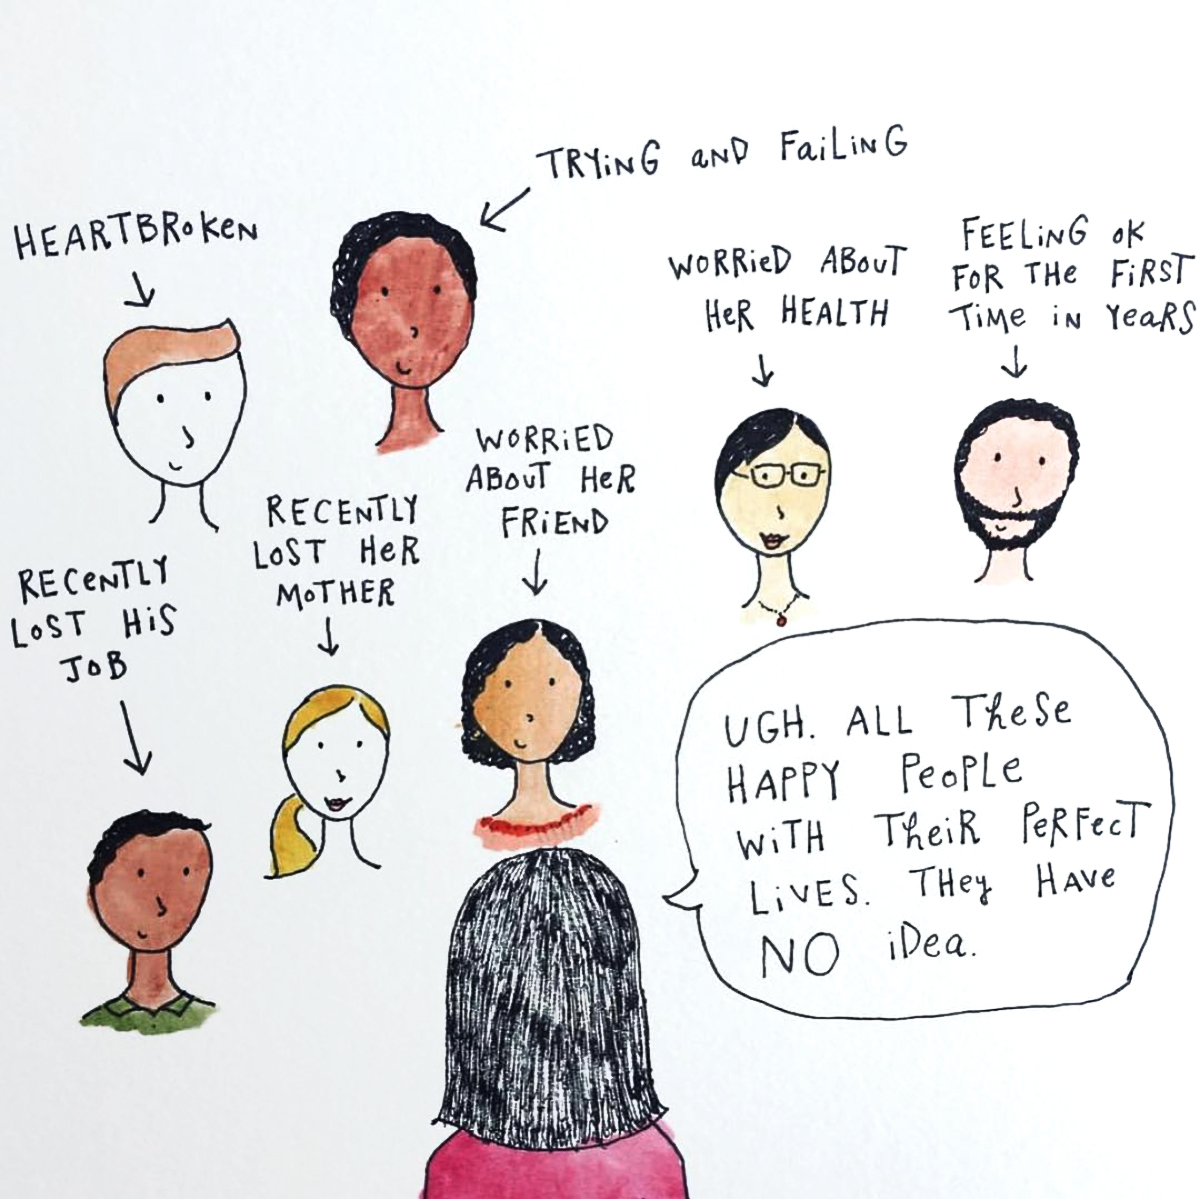 TRYiNG aND FaiLiNG
HEARTBRoKeN
WORRieD ABouT
HeR HEALTH
FEELiNG oK
FoR THe FiRST
TiMe iN YeaRS
WORRiED
ABouT HeR
FRiEND
RECENTLY
LoST HeR
MoTHER
RECeNTLY
LoST HiS
JoB
UGH. ALL TheSe
HAPPY PeoPLe
WiTH TheiR PeRFecT
LiVES. THey HAVe
NO iDea.